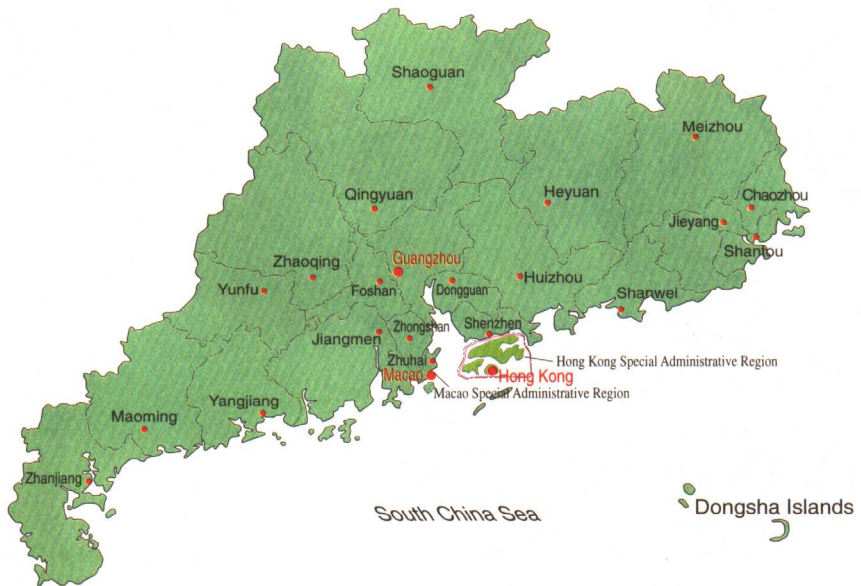 Shaoguan
Meizhou
Qingyuan
Heyuan
Chaozhou
Jieyang
Shantou
Guangzhou
Zhaoqing
Yunfu
Foshan
Dongguan
Huizhou
Shanwei
Jiangmen
Zhongshan
Shenzhen
Zhuhai
Hong Kong Special Administrative Region
Macao
Hong Kong
Macao Special Administrative Region
Yangjiang
Maoming
Zhanjiang
South China Sea
Dongsha Islands